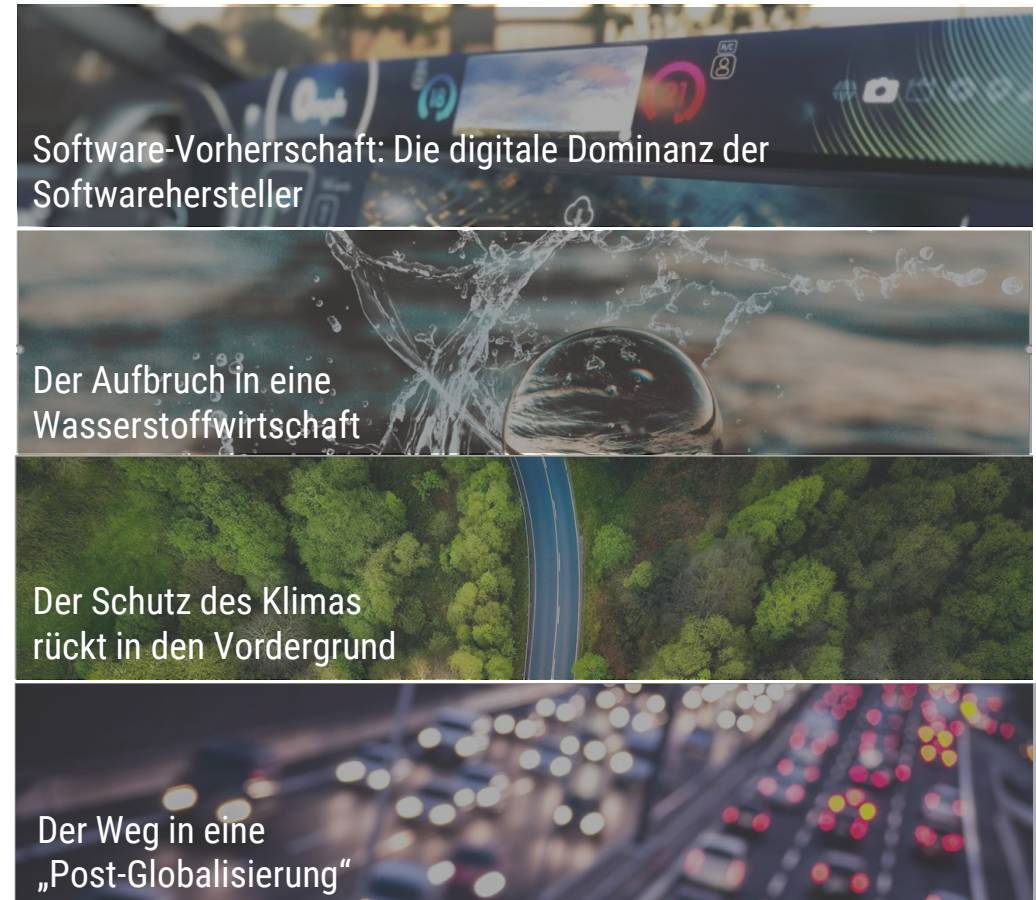 Software-Vorherrschaft: Die digitale Dominanz der
Softwarehersteller
Der Aufbruch in eine
Wasserstoffwirtschaft
Der Schutz des Klimas
rückt in den Vordergrund
Der Weg in eine
„Post-Globalisierung“